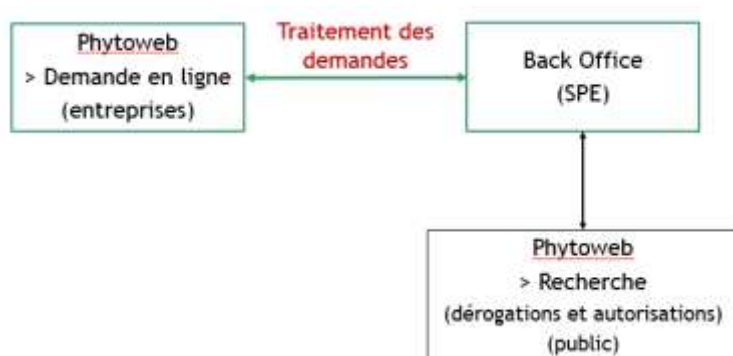 Phytoweb
> Demande en ligne
(entreprises)
Traitement des
demandes
Back Office
(SPE)
Phytoweb
> Recherche
(dérogations et autorisations)
(public)